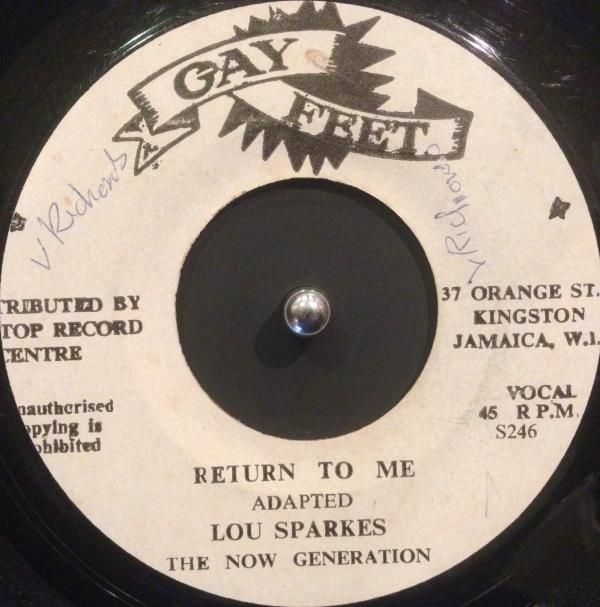 GAY
FEET
V Richards
V Richards
TRIBUTED BY
TOP RECORD
CENTRE
37 ORANGE ST.
KINGSTON
JAMAICA, W.I.
nauthorised
opying is
ohibited
VOCAL
45 R P.M.
S246
RETURN TO ME
ADAPTED
LOU SPARKES
THE NOW GENERATION